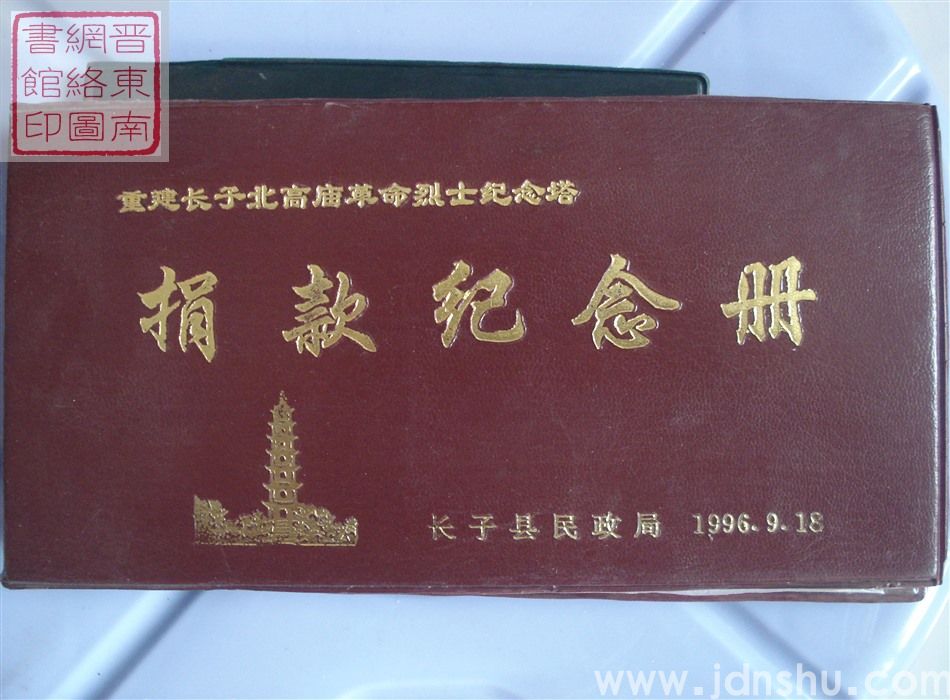 晋東南
網絡圖
書館印
重建长子北高庙革命烈士纪念塔
捐款纪念册
长子县民政局 1996.9.18
www.jdnshu.com